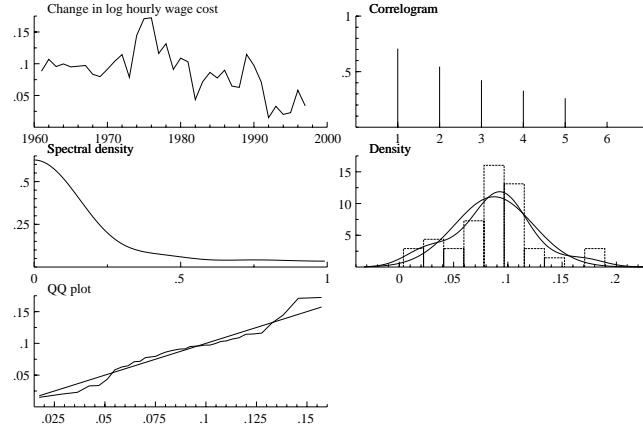 Change in log hourly wage cost
.15
.1
.05
1960 1970 1980 1990 2000
Correlogram
1
.5
1 2 3 4 5 6
Spectral density
.5
.25
0 .5 1
Density
15
10
5
0 .05 .1 .15 .2
QQ plot
.15
.1
.05
.025 .05 .075 .1 .125 .15